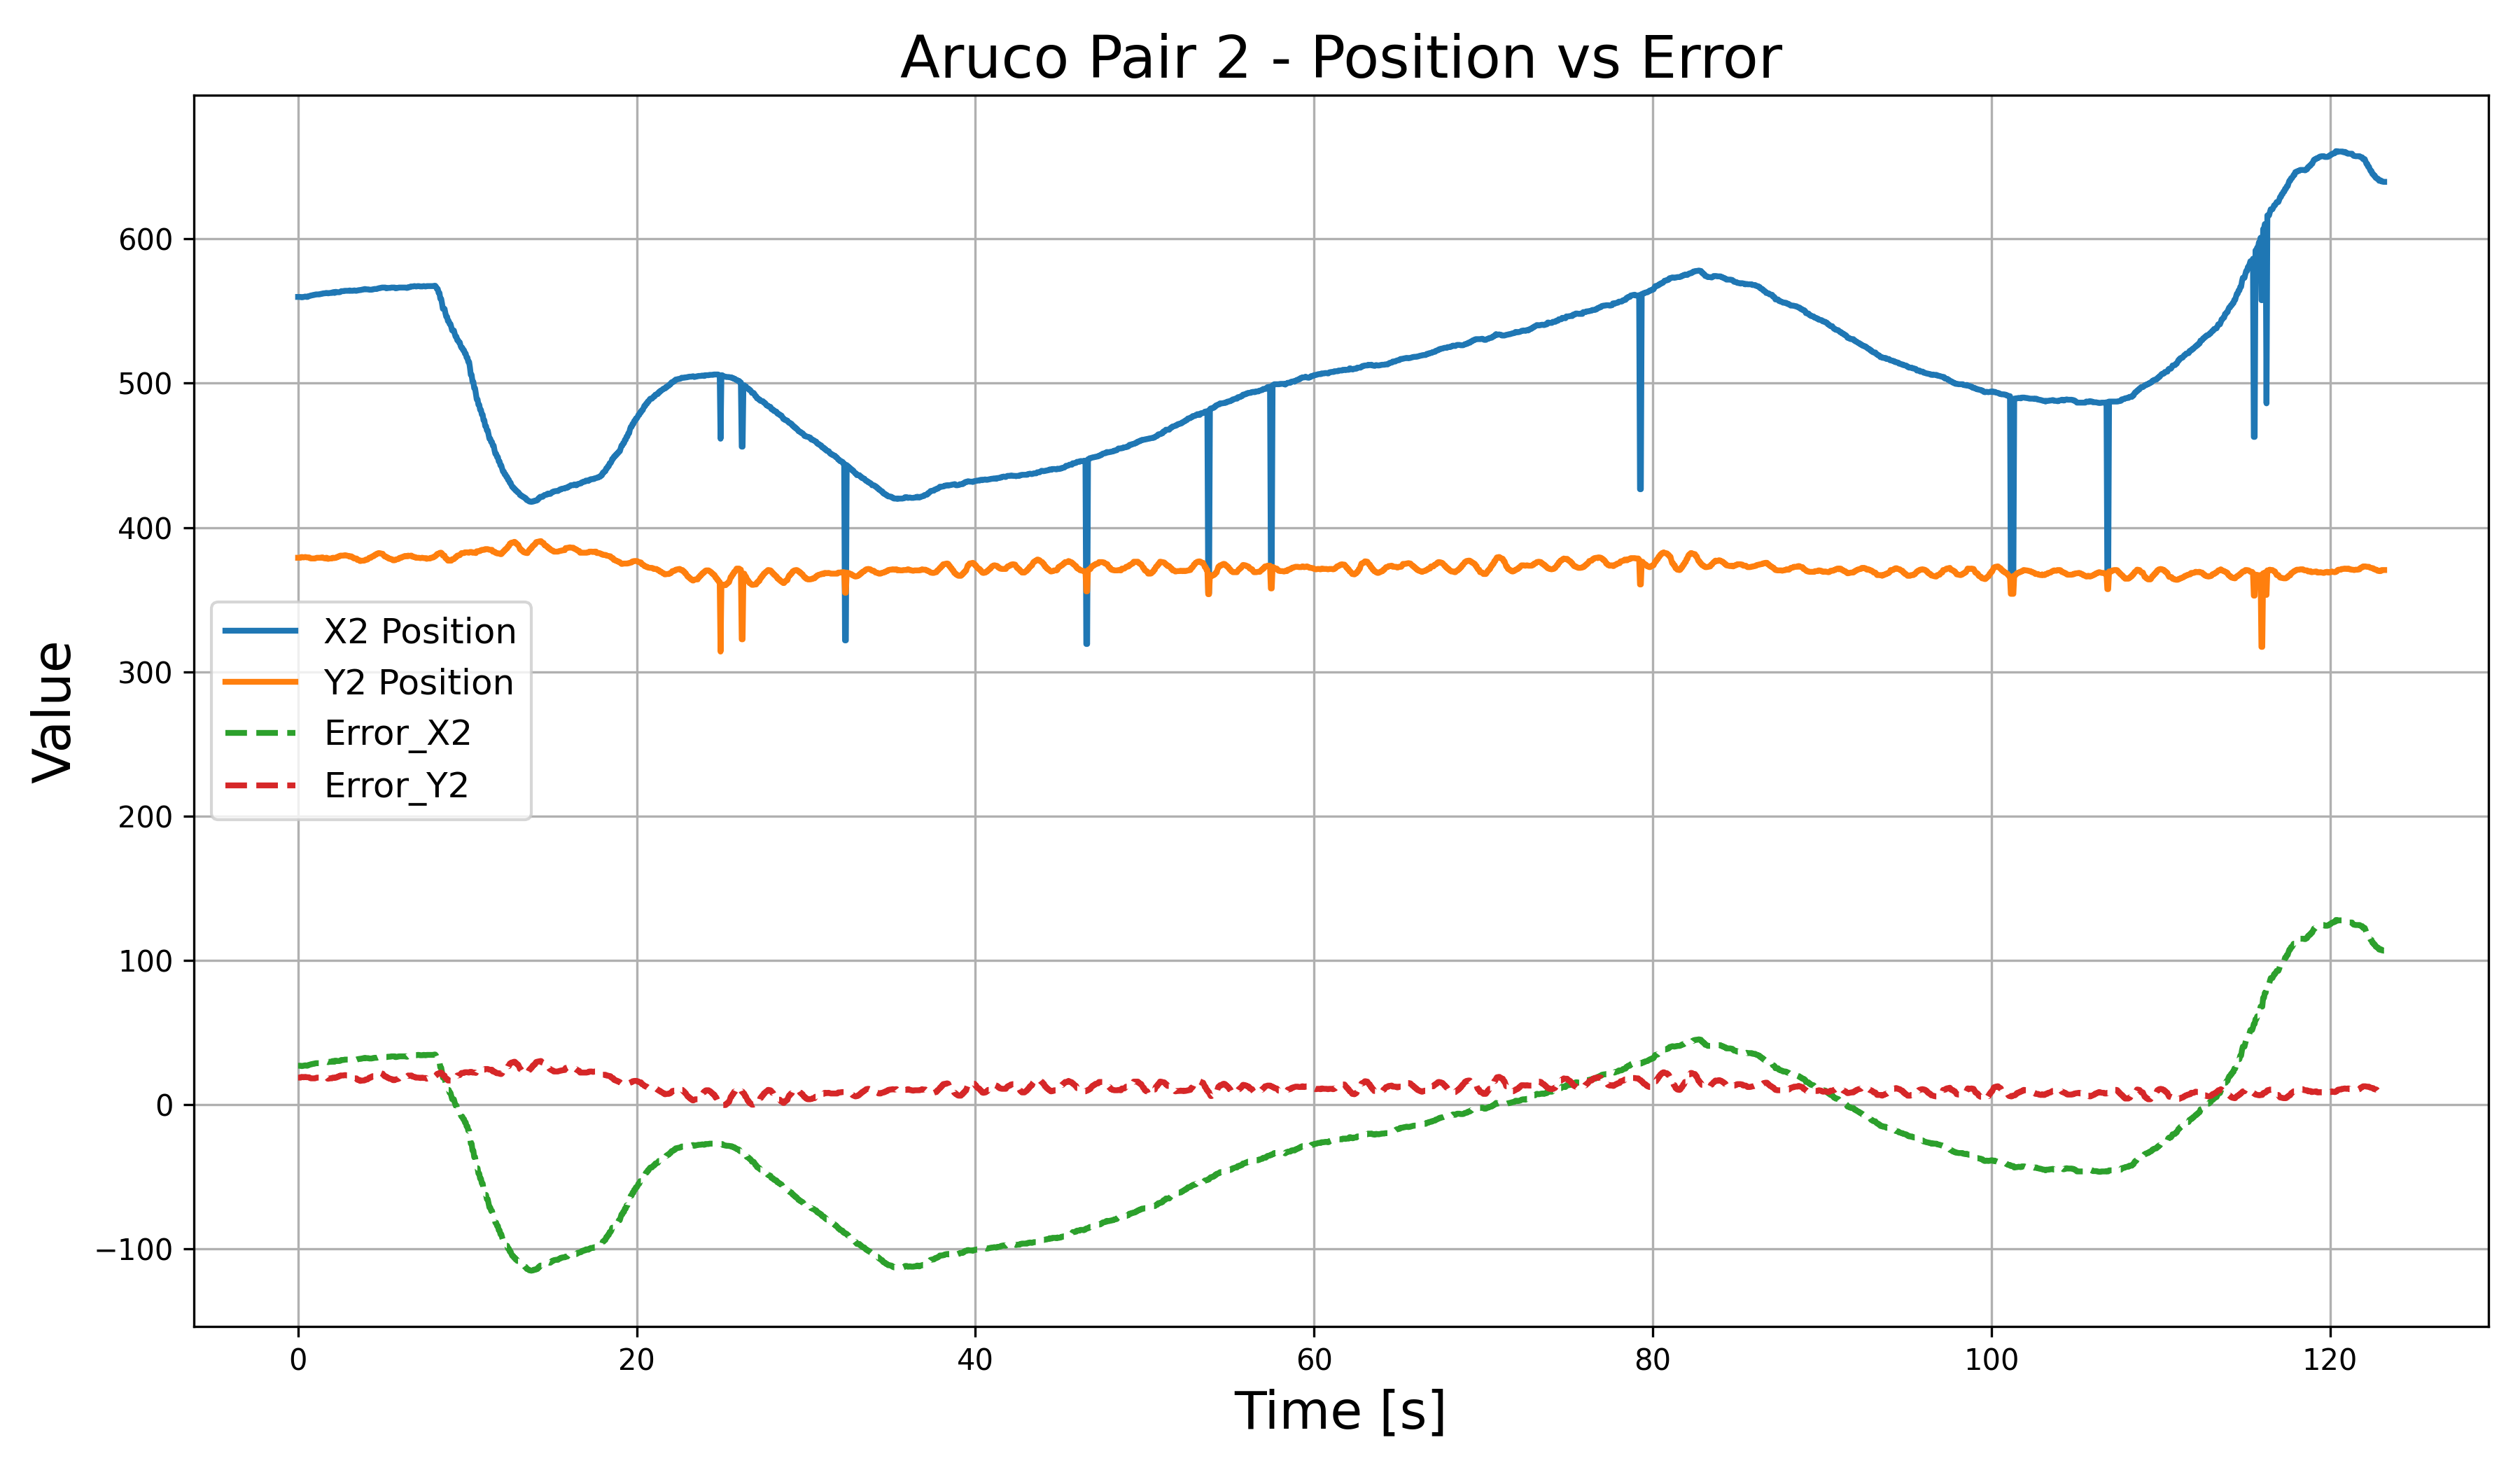 Aruco Pair 2 - Position vs Error
Value
600
500
400
300
200
100
0
−100
X2 Position
Y2 Position
Error_X2
Error_Y2
0 20 40 60 80 100 120
Time [s]